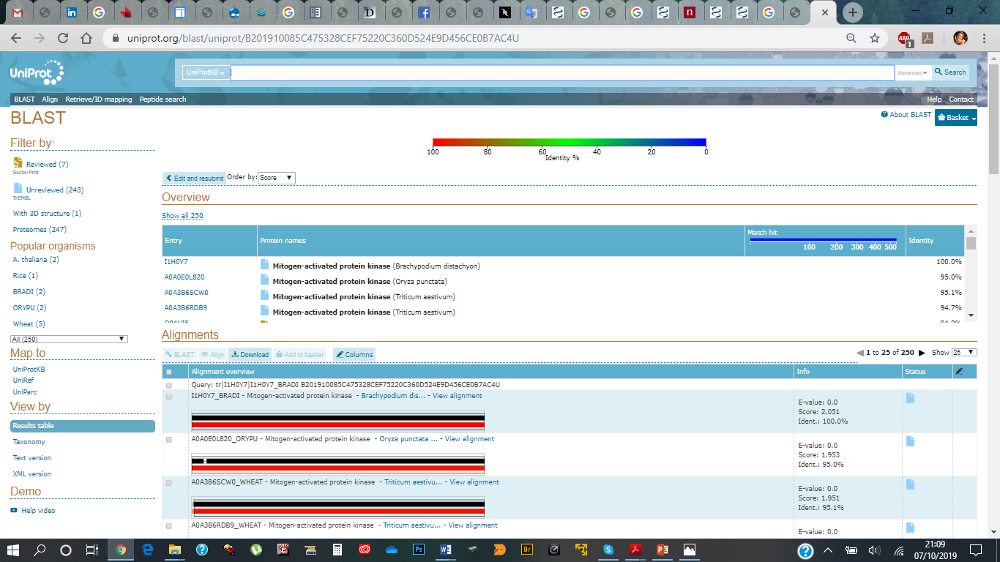 uniprot.org/blast/uniprot/B201910085C475328CEF75220C360D524E9D456CE0B7AC4U
ABP 1
UniProt
UniProtKB
Advanced
Search
BLAST Align Retrieve/ID mapping Peptide search
Help Contact
BLAST
About BLAST
Basket
Filter by
Reviewed (7)
Swiss-Prot
Unreviewed (243)
TrEMBL
With 3D structure (1)
Proteomes (247)
Popular organisms
A. thaliana (2)
Rice (1)
BRADI (2)
ORYPU (2)
Wheat (5)
All (250)
Map to
UniProtKB
UniRef
UniParc
View by
Results table
Taxonomy
Text version
XML version
Demo
Help video
100 80 60 40 20 0
Identity %
Edit and resubmit Order by: Score
Overview
Show all 250
Entry Protein names Match hit Identity
100 200 300 400 500
I1H0Y7 Mitogen-activated protein kinase (Brachypodium distachyon) 100.0%
A0A0E0L820 Mitogen-activated protein kinase (Oryza punctata) 95.0%
A0A3B6SCW0 Mitogen-activated protein kinase (Triticum aestivum) 95.1%
A0A3B6RDB9 Mitogen-activated protein kinase (Triticum aestivum) 94.7%
Alignments
BLAST Align Download Add to basket Columns
1 to 25 of 250 Show 25
Alignment overview Info Status
Query: tr|I1H0Y7|I1H0Y7_BRADI B201910085C475328CEF75220C360D524E9D456CE0B7AC4U
I1H0Y7_BRADI - Mitogen-activated protein kinase - Brachypodium dis... - View alignment
E-value: 0.0
Score: 2,051
Ident.: 100.0%
A0A0E0L820_ORYPU - Mitogen-activated protein kinase - Oryza punctata ... - View alignment
E-value: 0.0
Score: 1,953
Ident.: 95.0%
A0A3B6SCW0_WHEAT - Mitogen-activated protein kinase - Triticum aestivu... - View alignment
E-value: 0.0
Score: 1,951
Ident.: 95.1%
A0A3B6RDB9_WHEAT - Mitogen-activated protein kinase - Triticum aestivu... - View alignment
E-value: 0.0
21:09
07/10/2019